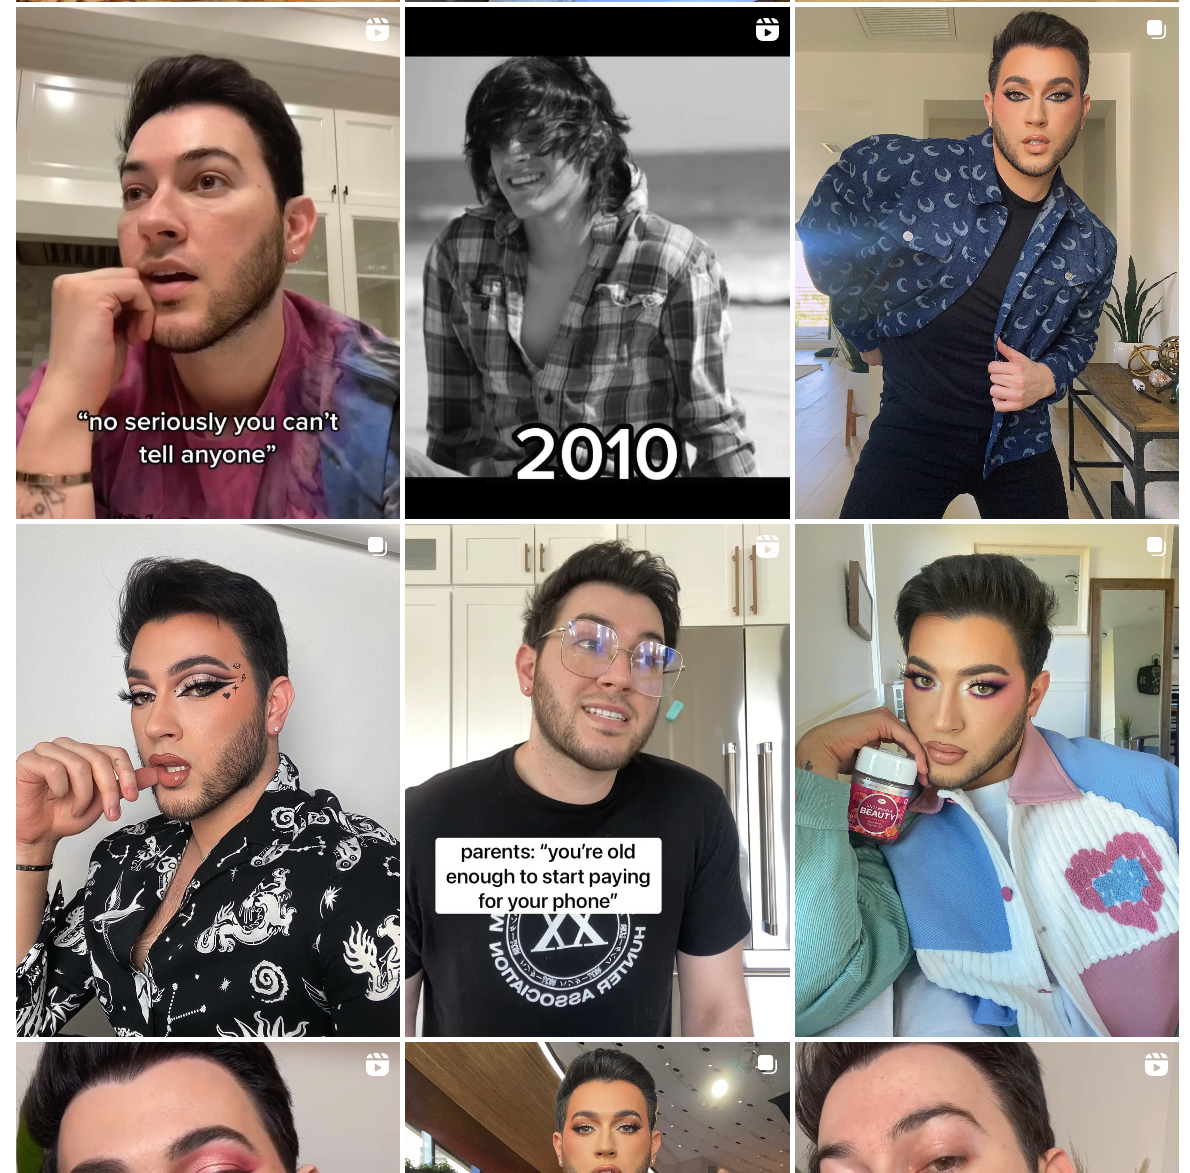 “no seriously you can’t
tell anyone”
2010
parents: “you’re old
enough to start paying
for your phone”
HUNTER ASSOCIATION
BEAUTY